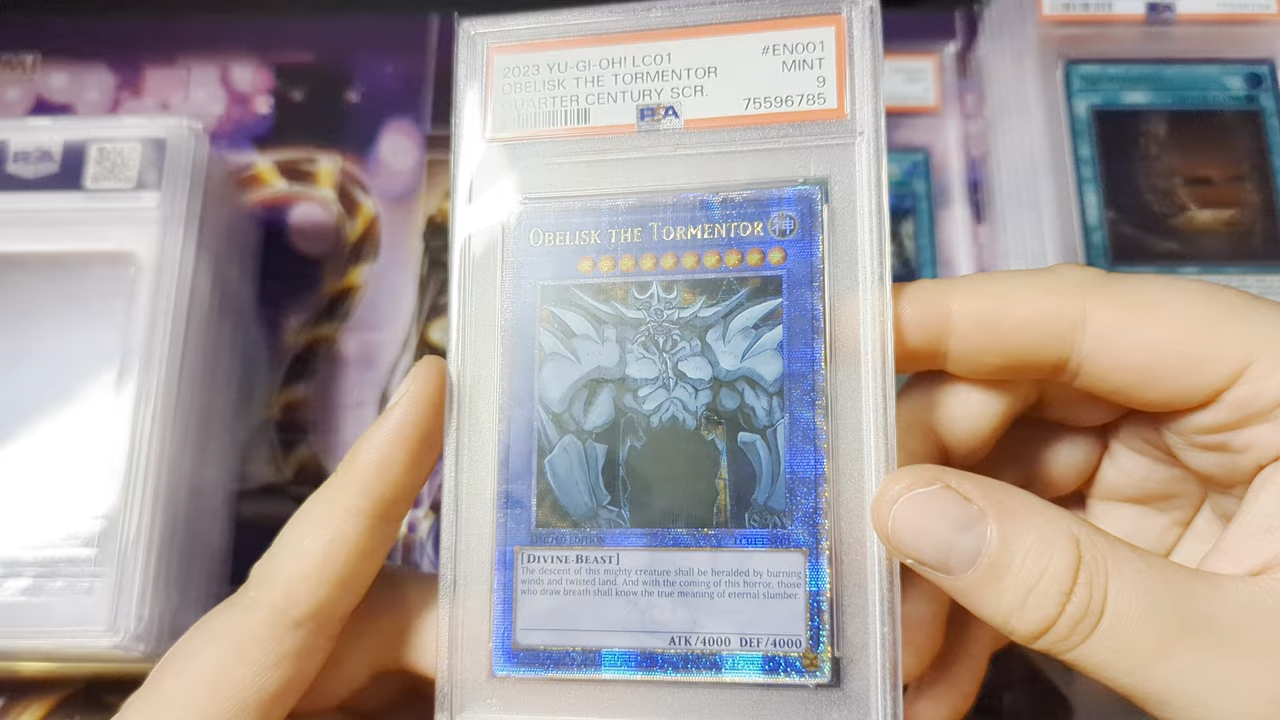 2023 YU-GI-OH! LC01
#EN001
OBELISK THE TORMENTOR
MINT
QUARTER CENTURY SCR.
9
PSA
75596785
OBELISK THE TORMENTOR
LIMITED EDITION
[DIVINE-BEAST]
The descent of this mighty creature shall be heralded by burning
winds and twisted land. And with the coming of this horror, those
who draw breath shall know the true meaning of eternal slumber.
ATK/4000 DEF/4000
PSA